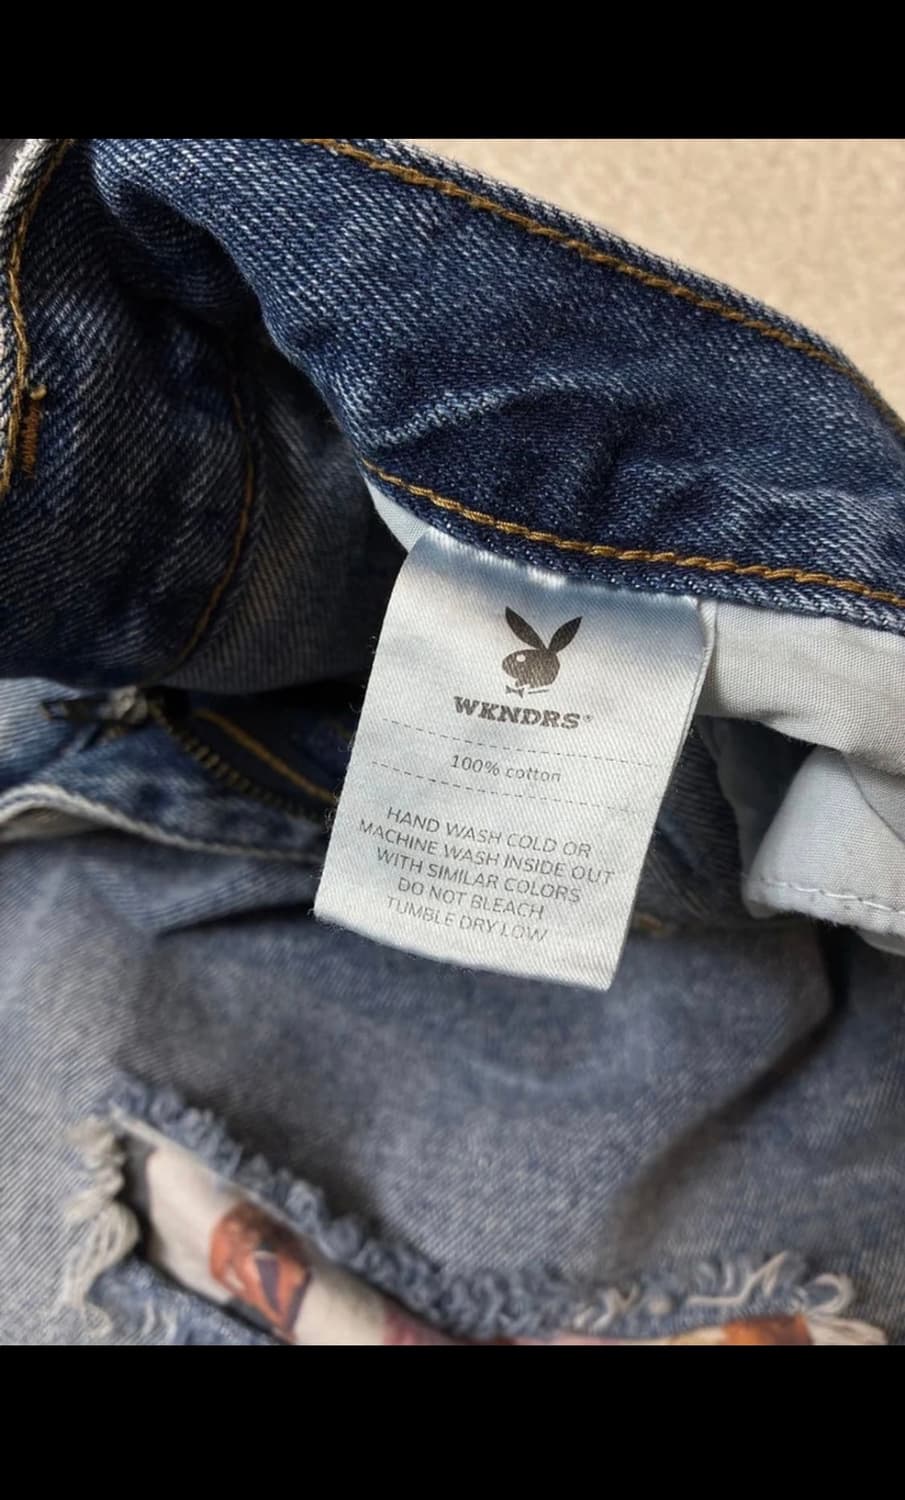 WKNDRS®
100% cotton
HAND WASH COLD OR
MACHINE WASH INSIDE OUT
WITH SIMILAR COLORS
DO NOT BLEACH
TUMBLE DRY LOW